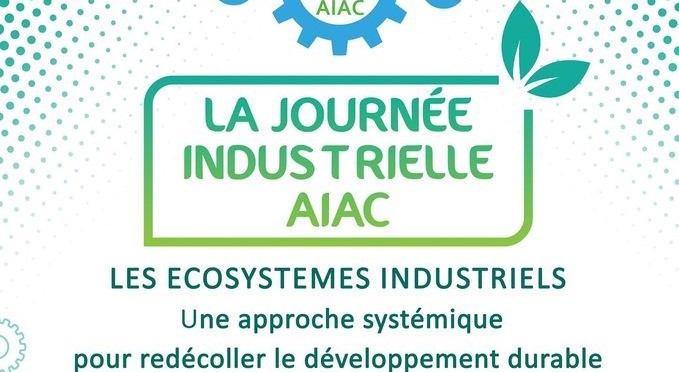 AIAC
LA JOURNÉE
INDUSTRIELLE
AIAC
LES ECOSYSTEMES INDUSTRIELS
Une approche systémique
pour redécoller le développement durable